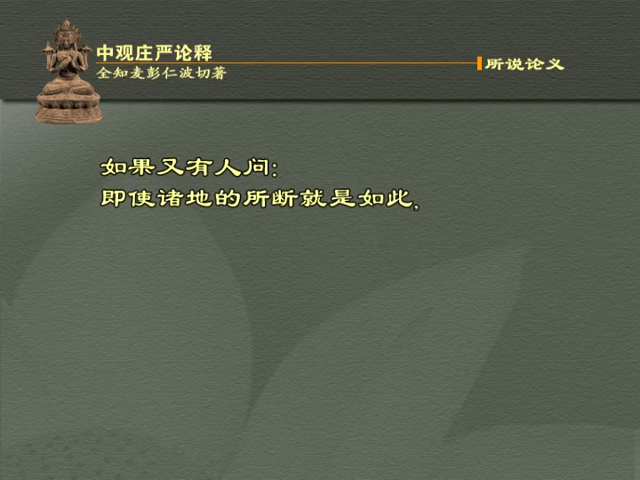 中观庄严论释
全知麦彭仁波切著
所说论义
如果又有人问：
即使诸地的所断就是如此，